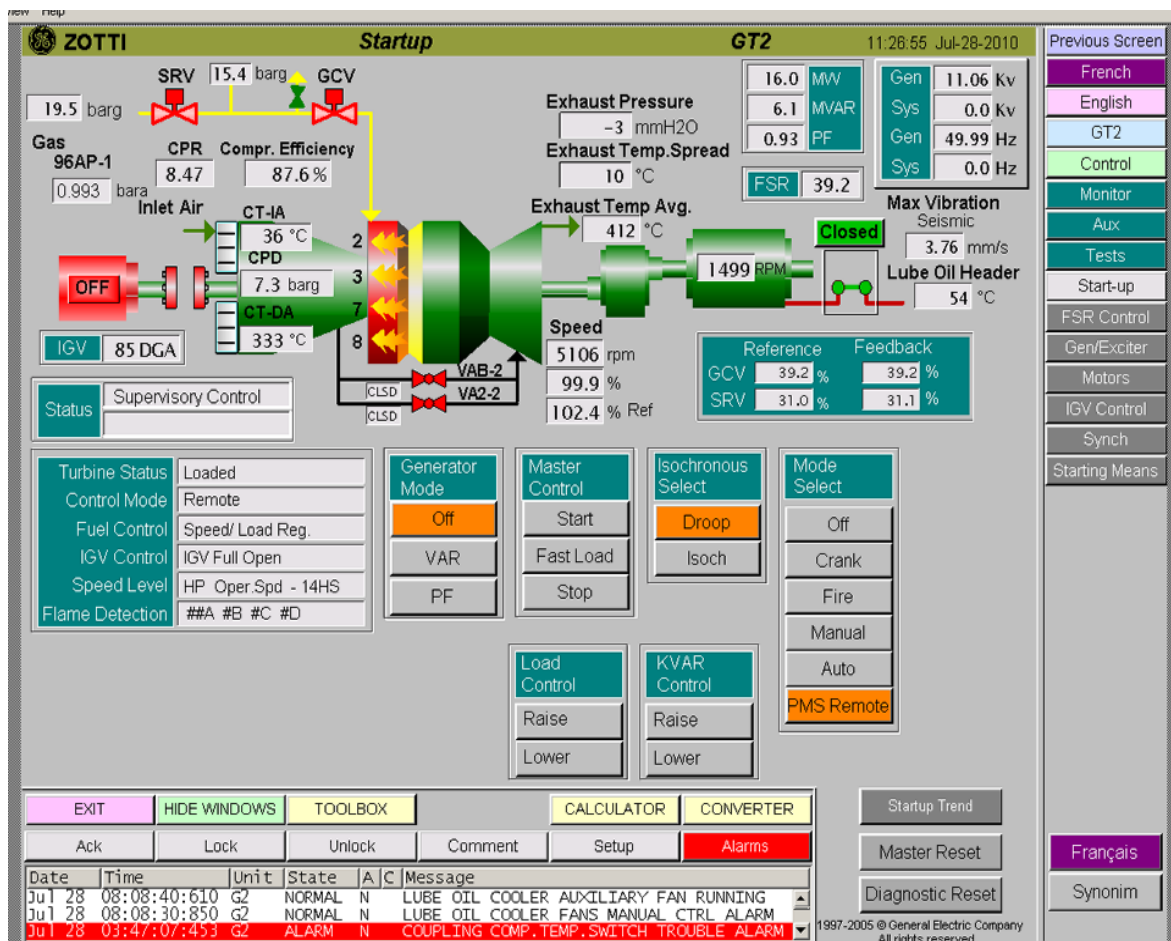 View Help
ZOTTI Startup GT2 11:26:55 Jul-28-2010
Previous Screen
French
English
GT2
Control
Monitor
Aux
Tests
Start-up
FSR Control
Gen/Exciter
Motors
IGV Control
Synch
Starting Means
SRV 15.4 barg GCV
19.5 barg
Gas
96AP-1
0.993 bara
CPR
8.47
Compr. Efficiency
87.6 %
Inlet Air
CT-IA
36 °C
CPD
7.3 barg
CT-DA
333 °C
OFF
IGV 85 DGA
2
3
7
8
Exhaust Pressure
-3 mmH2O
Exhaust Temp.Spread
10 °C
Exhaust Temp Avg.
412 °C
16.0 MW
6.1 MVAR
0.93 PF
FSR 39.2
Gen 11.06 Kv
Sys 0.0 Kv
Gen 49.99 Hz
Sys 0.0 Hz
Max Vibration
Seismic
3.76 mm/s
Lube Oil Header
54 °C
Closed
1499 RPM
Speed
5106 rpm
99.9 %
102.4 % Ref
VAB-2
CLSD
VA2-2
CLSD
Reference Feedback
GCV 39.2 % 39.2 %
SRV 31.0 % 31.1 %
Status Supervisory Control
Turbine Status Loaded
Control Mode Remote
Fuel Control Speed/ Load Reg.
IGV Control IGV Full Open
Speed Level HP Oper.Spd - 14HS
Flame Detection ##A #B #C #D
Generator
Mode
Off
VAR
PF
Master
Control
Start
Fast Load
Stop
Isochronous
Select
Droop
Isoch
Mode
Select
Off
Crank
Fire
Manual
Auto
PMS Remote
Load
Control
Raise
Lower
KVAR
Control
Raise
Lower
EXIT HIDE WINDOWS TOOLBOX CALCULATOR CONVERTER
Ack Lock Unlock Comment Setup Alarms
Date Time Unit State A C Message
Jul 28 08:08:40:610 G2 NORMAL N LUBE OIL COOLER AUXILIARY FAN RUNNING
Jul 28 08:08:30:850 G2 NORMAL N LUBE OIL COOLER FANS MANUAL CTRL ALARM
Jul 28 03:47:07:453 G2 ALARM N COUPLING COMP.TEMP.SWITCH TROUBLE ALARM
Startup Trend
Master Reset
Diagnostic Reset
Français
Synonim
1997-2005 © General Electric Company
All rights reserved